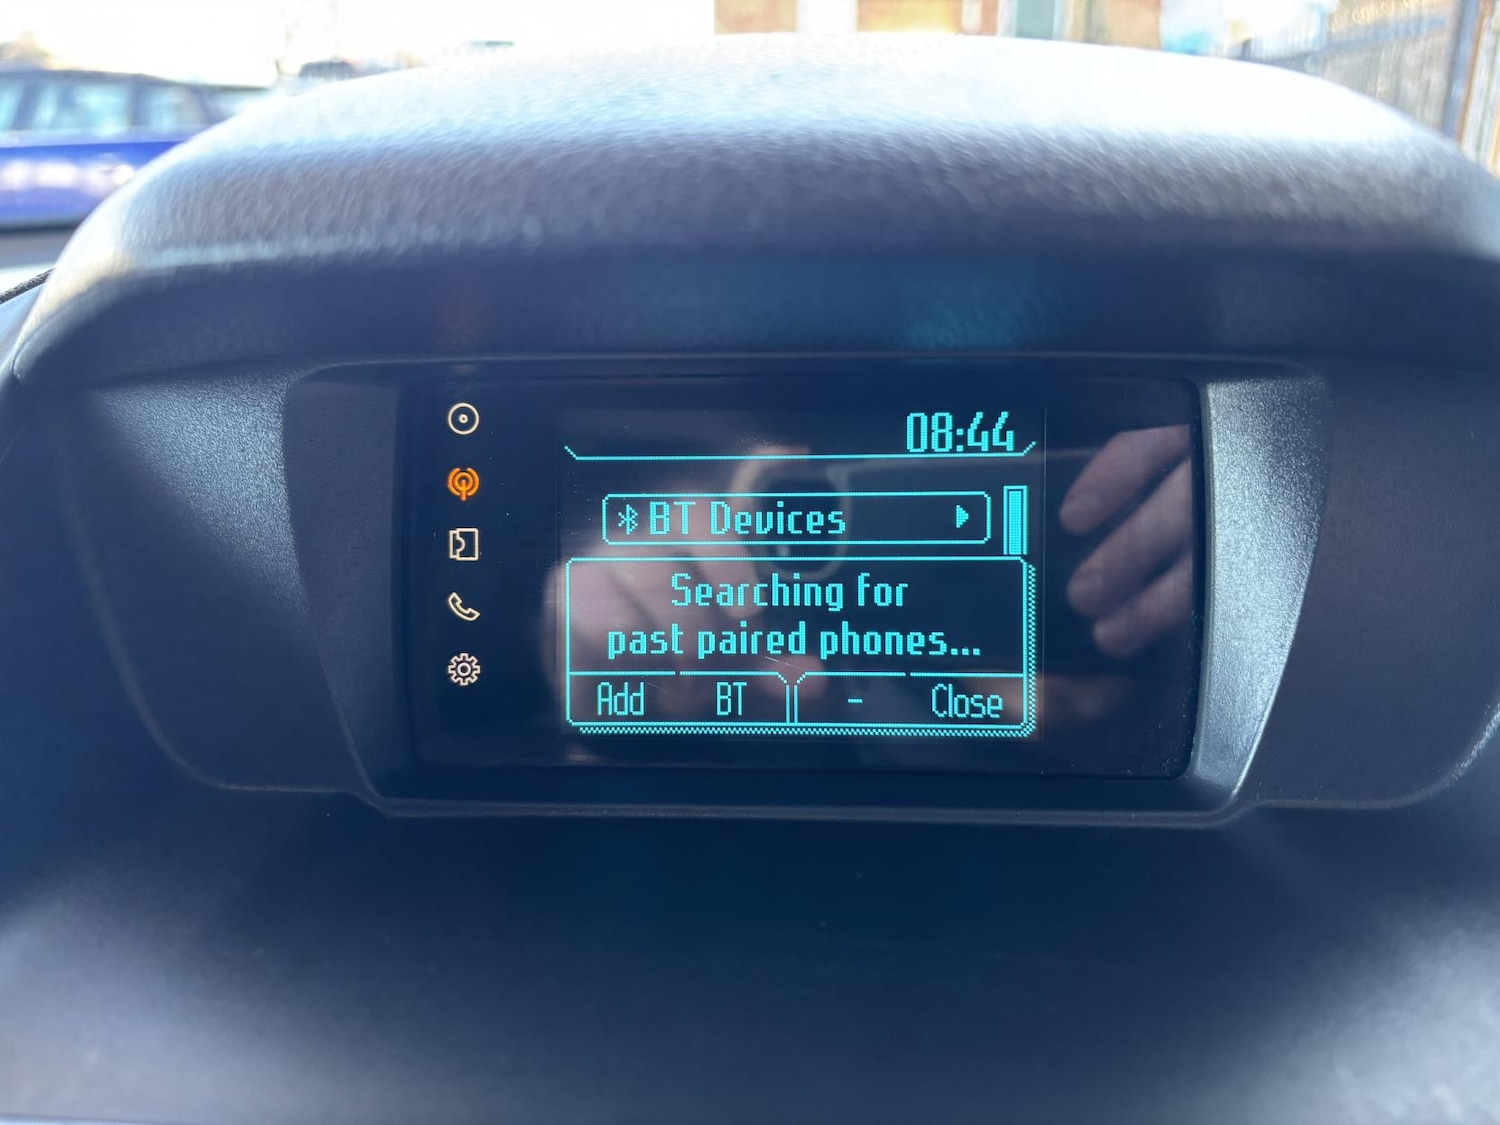 08:44
BT Devices
Searching for
past paired phones...
Add BT - Close